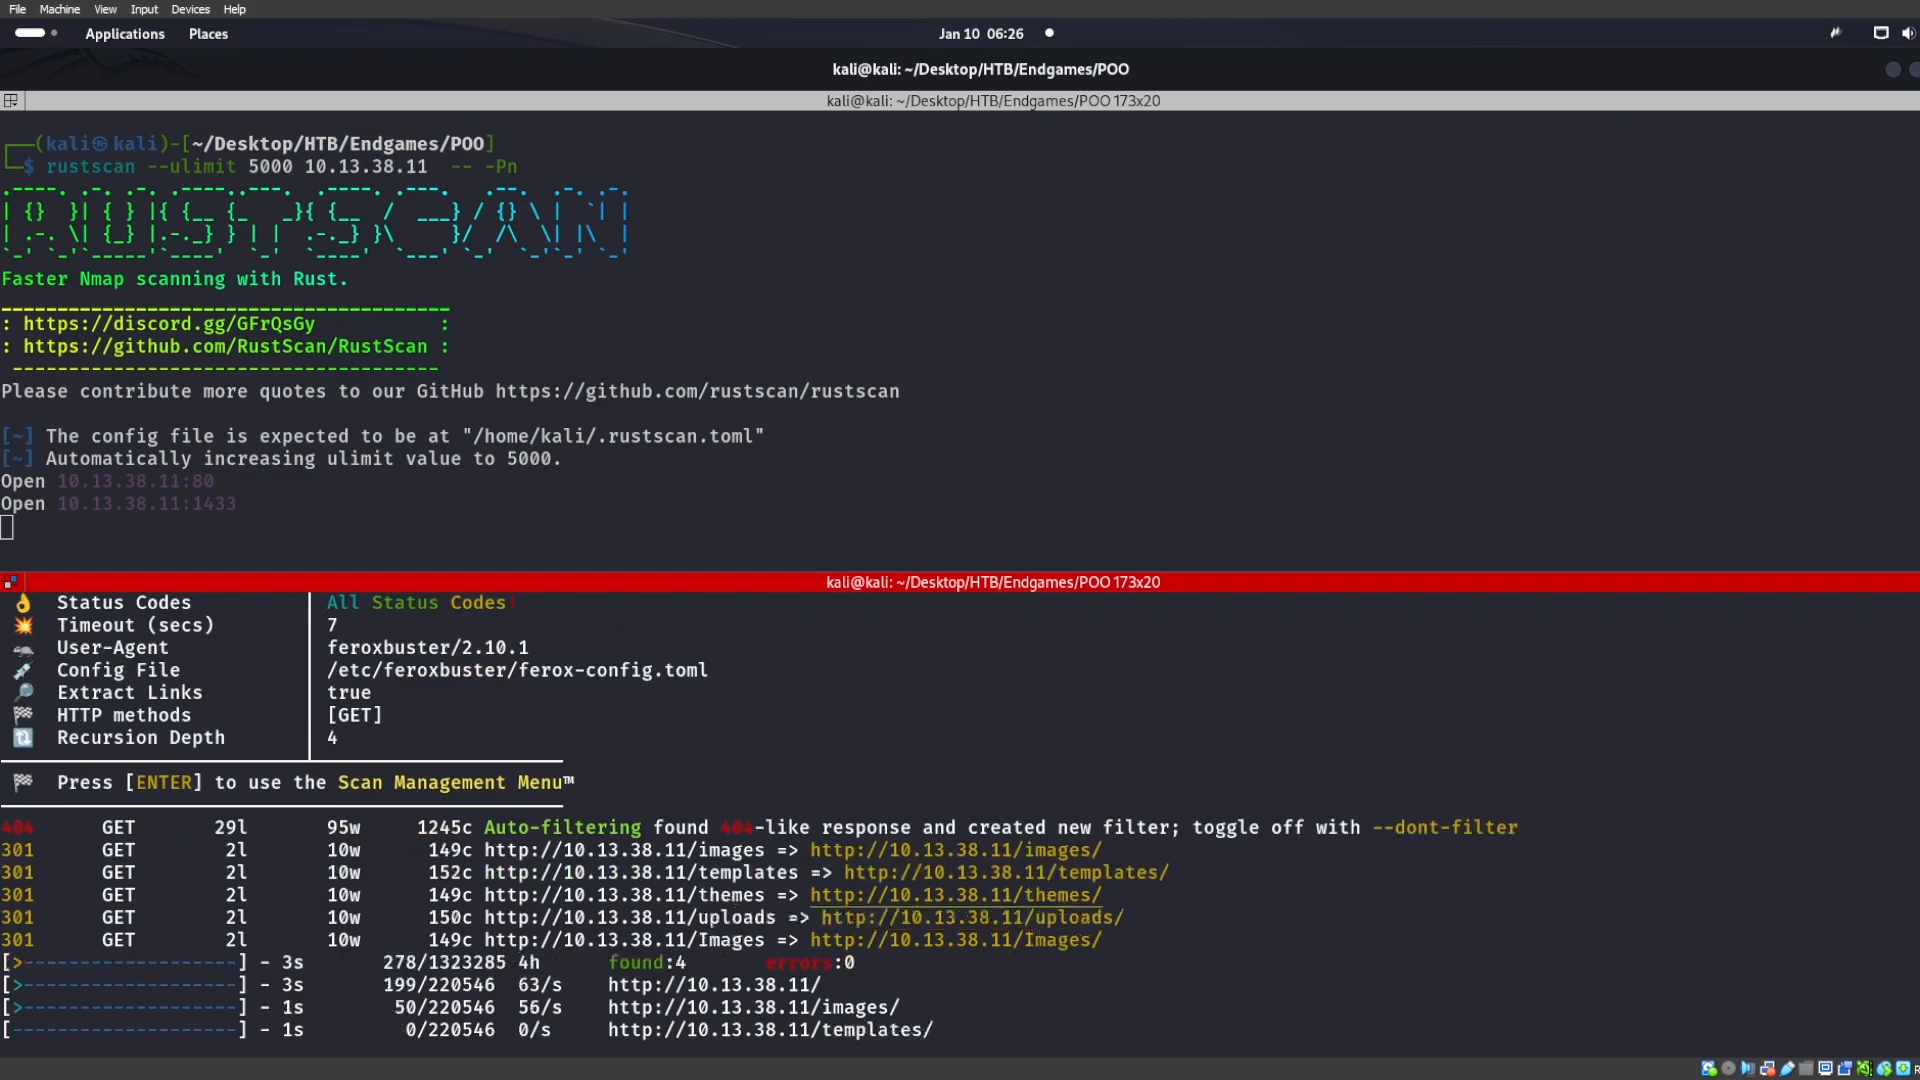 File Machine View Input Devices Help
Applications Places Jan 10 06:26
kali@kali: ~/Desktop/HTB/Endgames/POO
kali@kali: ~/Desktop/HTB/Endgames/POO 173x20
(kali㉿kali)-[~/Desktop/HTB/Endgames/POO]
$ rustscan --ulimit 5000 10.13.38.11 -- -Pn
Faster Nmap scanning with Rust.
: https://discord.gg/GFrQsGy :
: https://github.com/RustScan/RustScan :
Please contribute more quotes to our GitHub https://github.com/rustscan/rustscan
[~] The config file is expected to be at "/home/kali/.rustscan.toml"
[~] Automatically increasing ulimit value to 5000.
Open 10.13.38.11:80
Open 10.13.38.11:1433
kali@kali: ~/Desktop/HTB/Endgames/POO 173x20
Status Codes All Status Codes!
Timeout (secs) 7
User-Agent feroxbuster/2.10.1
Config File /etc/feroxbuster/ferox-config.toml
Extract Links true
HTTP methods [GET]
Recursion Depth 4
Press [ENTER] to use the Scan Management Menu™
404 GET 29l 95w 1245c Auto-filtering found 404-like response and created new filter; toggle off with --dont-filter
301 GET 2l 10w 149c http://10.13.38.11/images => http://10.13.38.11/images/
301 GET 2l 10w 152c http://10.13.38.11/templates => http://10.13.38.11/templates/
301 GET 2l 10w 149c http://10.13.38.11/themes => http://10.13.38.11/themes/
301 GET 2l 10w 150c http://10.13.38.11/uploads => http://10.13.38.11/uploads/
301 GET 2l 10w 149c http://10.13.38.11/Images => http://10.13.38.11/Images/
[>-------------------] - 3s 278/1323285 4h found:4 errors:0
[>-------------------] - 3s 199/220546 63/s http://10.13.38.11/
[>-------------------] - 1s 50/220546 56/s http://10.13.38.11/images/
[--------------------] - 1s 0/220546 0/s http://10.13.38.11/templates/